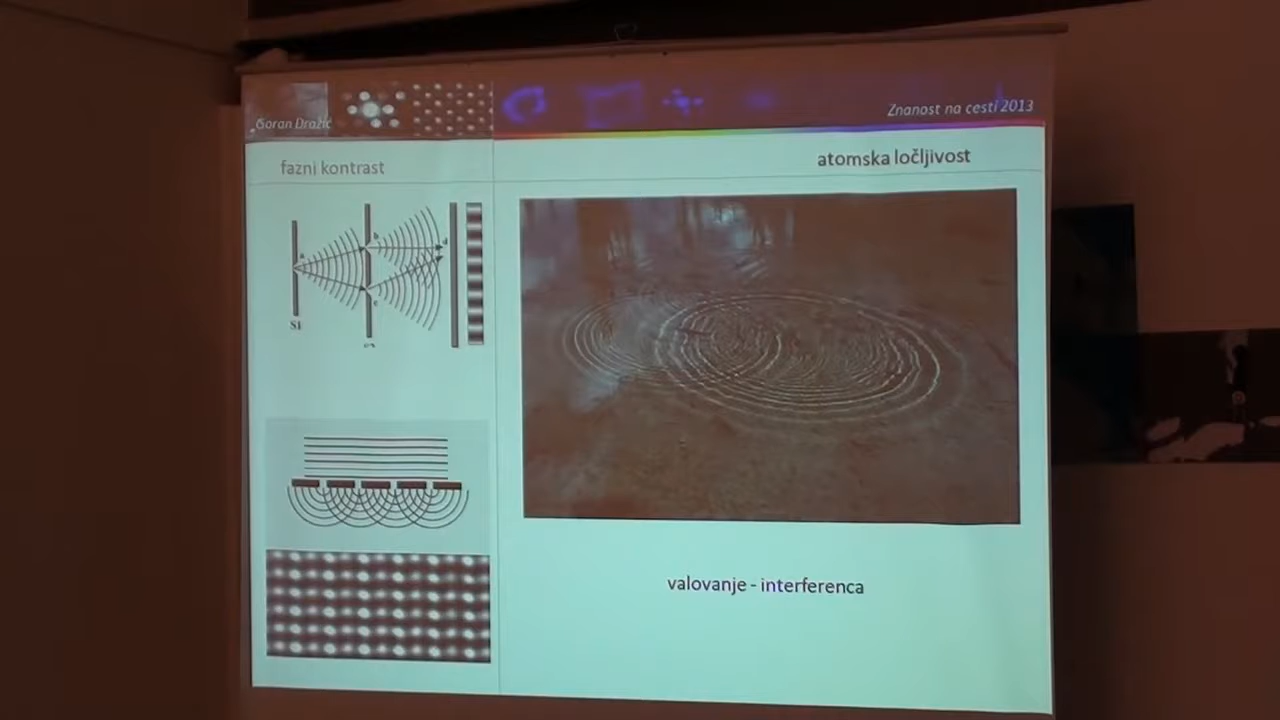 Goran Dražić
Znanost na cesti 2013
fazni kontrast
atomska ločljivost
a
b
c
d
S1
valovanje - interferenca